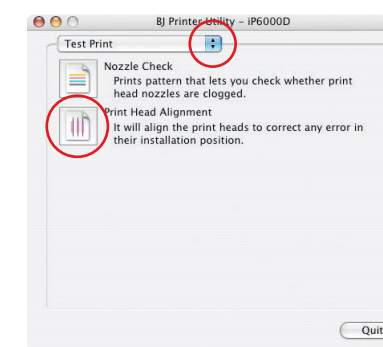 BJ Printer Utility – iP6000D
Test Print
Nozzle Check
Prints pattern that lets you check whether print
head nozzles are clogged.
Print Head Alignment
It will align the print heads to correct any error in
their installation position.
Quit